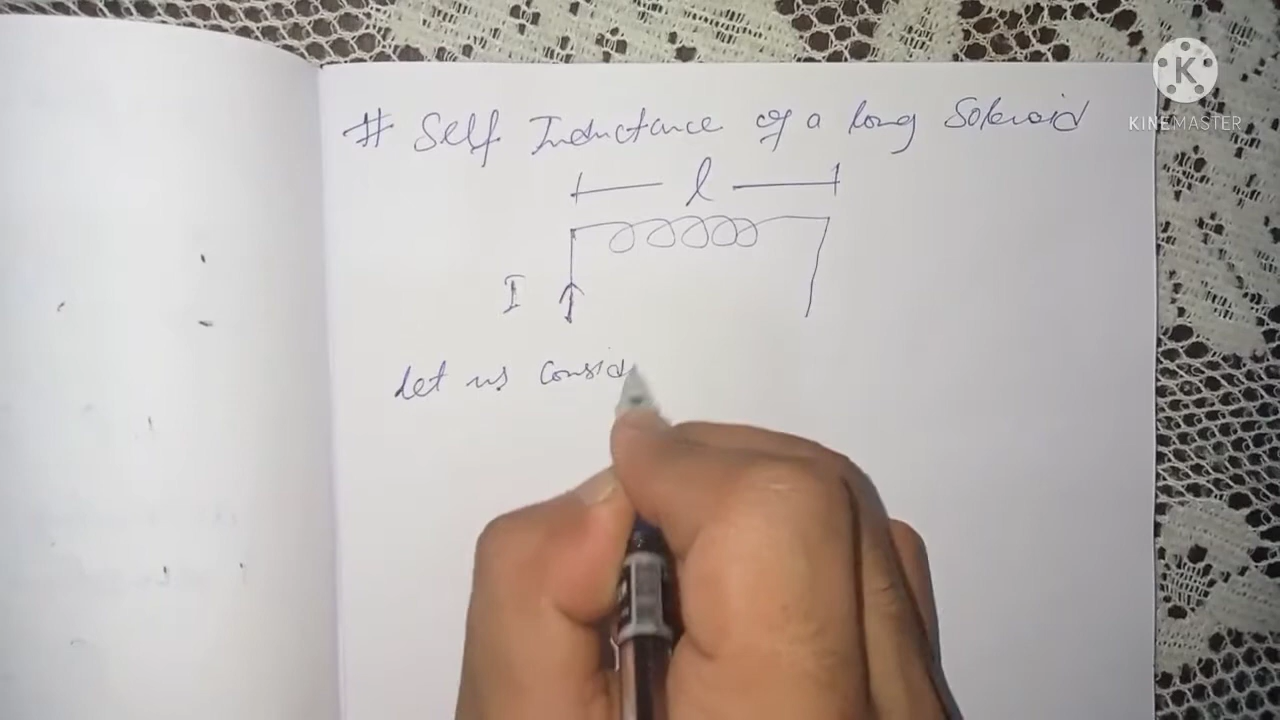 # Self Inductance of a long Solenoid
l
I
Let us consid
K
KINEMASTER